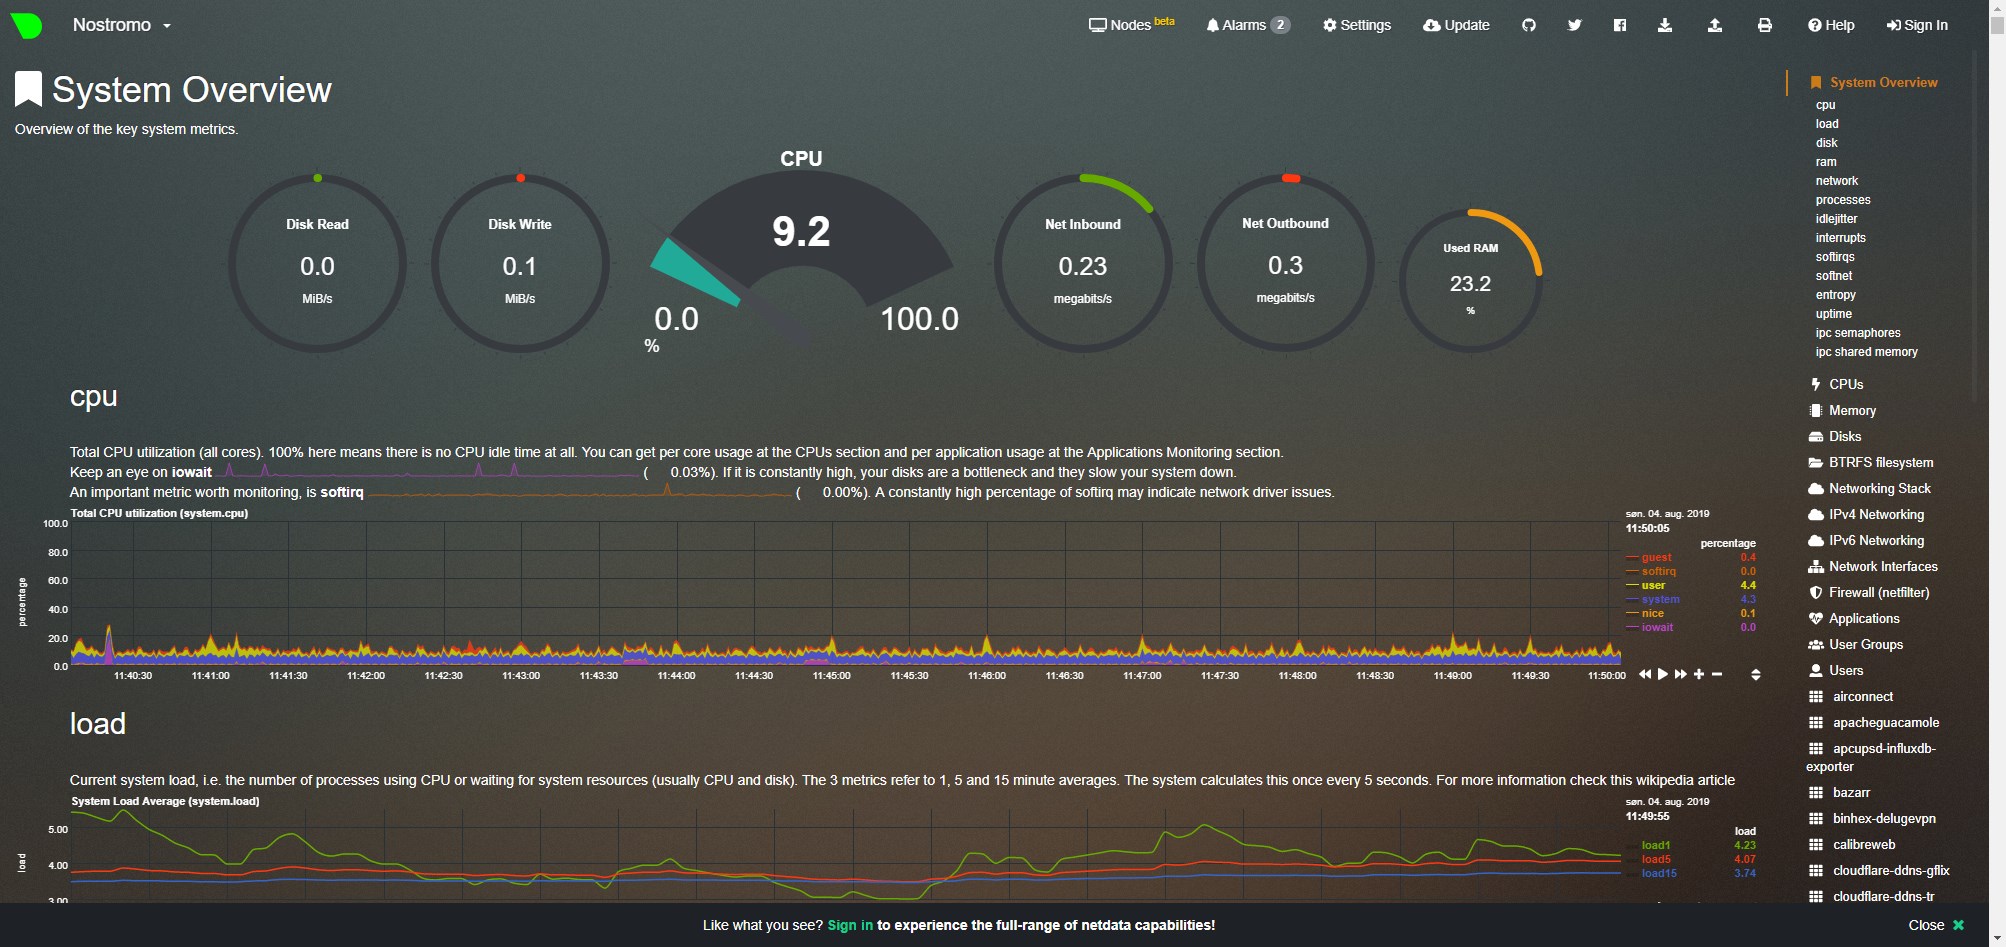 Nostromo
Nodes beta
Alarms 2
Settings
Update
Help
Sign In
System Overview
Overview of the key system metrics.
Disk Read
0.0
MiB/s
Disk Write
0.1
MiB/s
CPU
9.2
0.0
100.0
%
Net Inbound
0.23
megabits/s
Net Outbound
0.3
megabits/s
Used RAM
23.2
%
cpu
Total CPU utilization (all cores). 100% here means there is no CPU idle time at all. You can get per core usage at the CPUs section and per application usage at the Applications Monitoring section.
Keep an eye on iowait ( 0.03%). If it is constantly high, your disks are a bottleneck and they slow your system down.
An important metric worth monitoring, is softirq ( 0.00%). A constantly high percentage of softirq may indicate network driver issues.
Total CPU utilization (system.cpu)
percentage
100.0
80.0
60.0
40.0
20.0
0.0
11:40:30 11:41:00 11:41:30 11:42:00 11:42:30 11:43:00 11:43:30 11:44:00 11:44:30 11:45:00 11:45:30 11:46:00 11:46:30 11:47:00 11:47:30 11:48:00 11:48:30 11:49:00 11:49:30 11:50:00
søn. 04. aug. 2019
11:50:05
percentage
guest 0.4
softirq 0.0
user 4.4
system 4.3
nice 0.1
iowait 0.0
load
Current system load, i.e. the number of processes using CPU or waiting for system resources (usually CPU and disk). The 3 metrics refer to 1, 5 and 15 minute averages. The system calculates this once every 5 seconds. For more information check this wikipedia article
System Load Average (system.load)
load
5.00
4.00
3.00
søn. 04. aug. 2019
11:49:55
load
load1 4.23
load5 4.07
load15 3.74
System Overview
cpu
load
disk
ram
network
processes
idlejitter
interrupts
softirqs
softnet
entropy
uptime
ipc semaphores
ipc shared memory
CPUs
Memory
Disks
BTRFS filesystem
Networking Stack
IPv4 Networking
IPv6 Networking
Network Interfaces
Firewall (netfilter)
Applications
User Groups
Users
airconnect
apacheguacamole
apcupsd-influxdb-
exporter
bazarr
binhex-delugevpn
calibreweb
cloudflare-ddns-gflix
cloudflare-ddns-tr
Like what you see? Sign in to experience the full-range of netdata capabilities!
Close